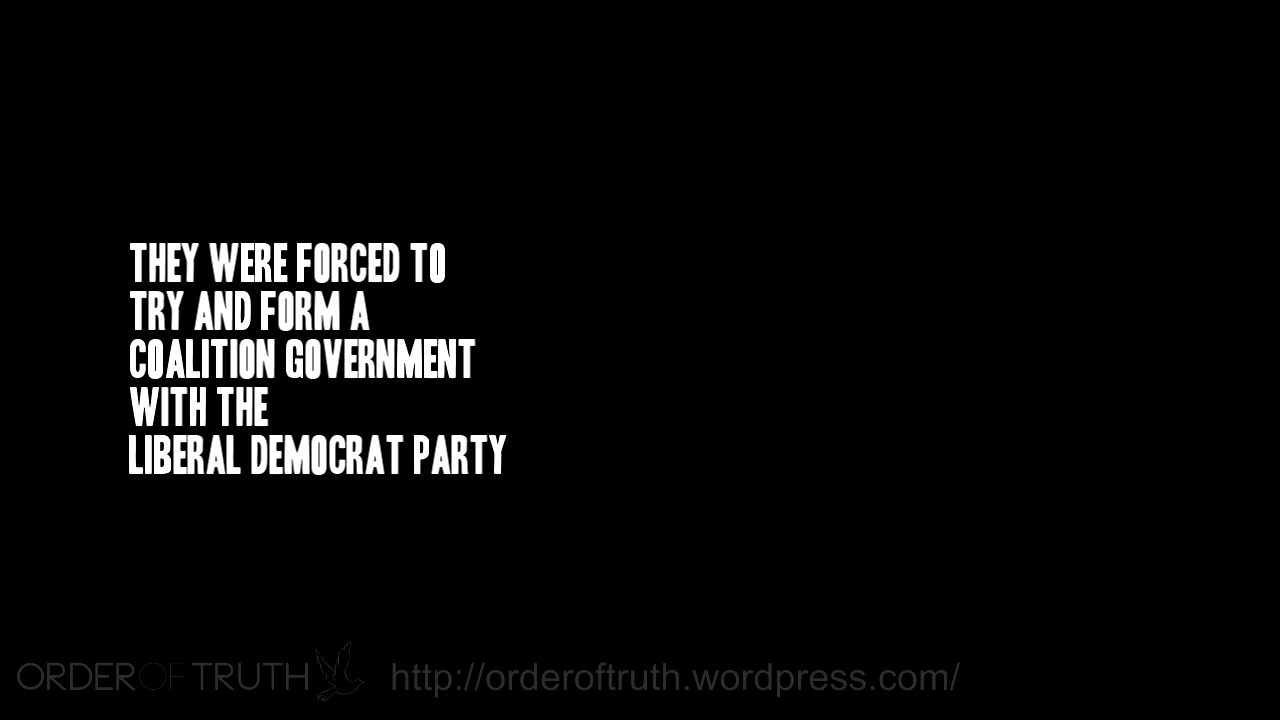 THEY WERE FORCED TO
TRY AND FORM A
COALITION GOVERNMENT
WITH THE
LIBERAL DEMOCRAT PARTY
ORDEROFTRUTH http://orderoftruth.wordpress.com/